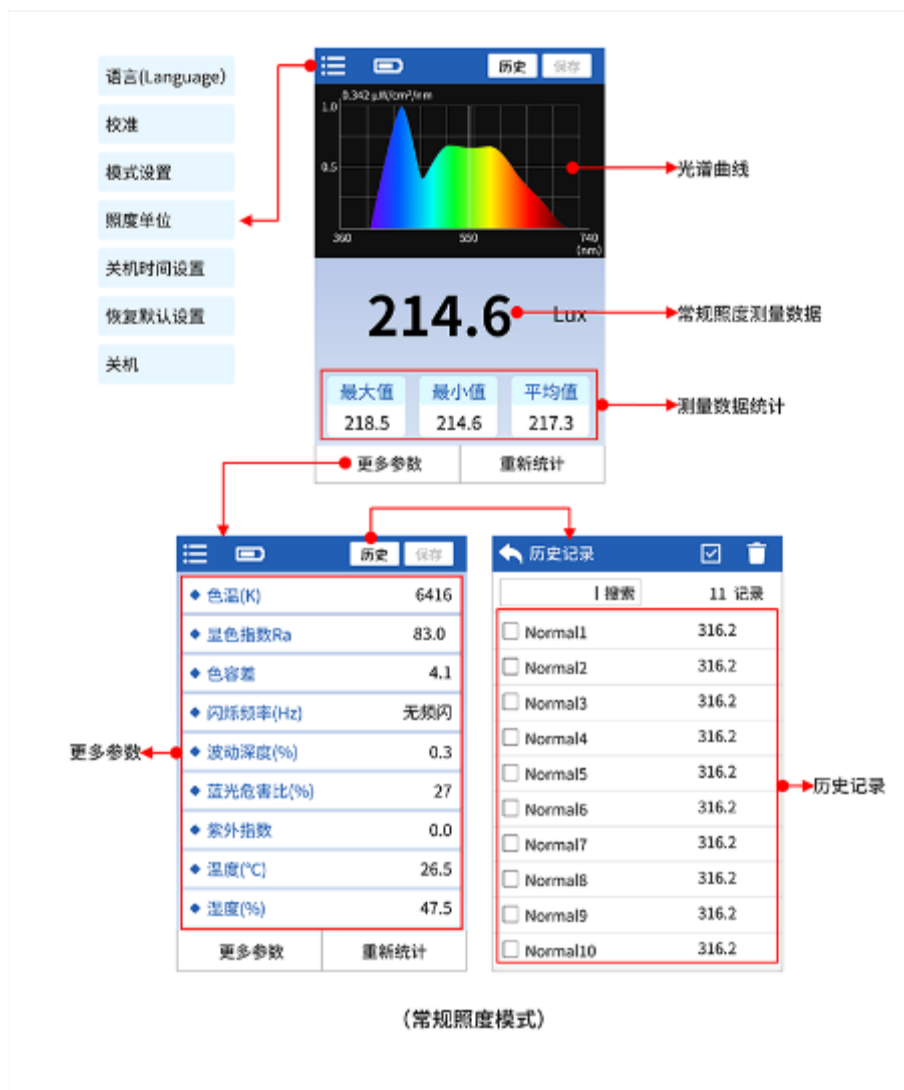 语言(Language)
校准
模式设置
照度单位
关机时间设置
恢复默认设置
关机
历史
保存
0.342 μW/cm²/nm
1.0
0.5
360
550
740
(nm)
光谱曲线
214.6
Lux
常规照度测量数据
最大值
最小值
平均值
218.5
214.6
217.3
测量数据统计
更多参数
重新统计
历史
保存
色温(K) 6416
显色指数Ra 83.0
色容差 4.1
闪烁频率(Hz) 无频闪
波动深度(%) 0.3
蓝光危害比(%) 27
紫外指数 0.0
温度(℃) 26.5
湿度(%) 47.5
更多参数
重新统计
更多参数
历史记录
搜索
11 记录
Normal1 316.2
Normal2 316.2
Normal3 316.2
Normal4 316.2
Normal5 316.2
Normal6 316.2
Normal7 316.2
Normal8 316.2
Normal9 316.2
Normal10 316.2
历史记录
(常规照度模式)